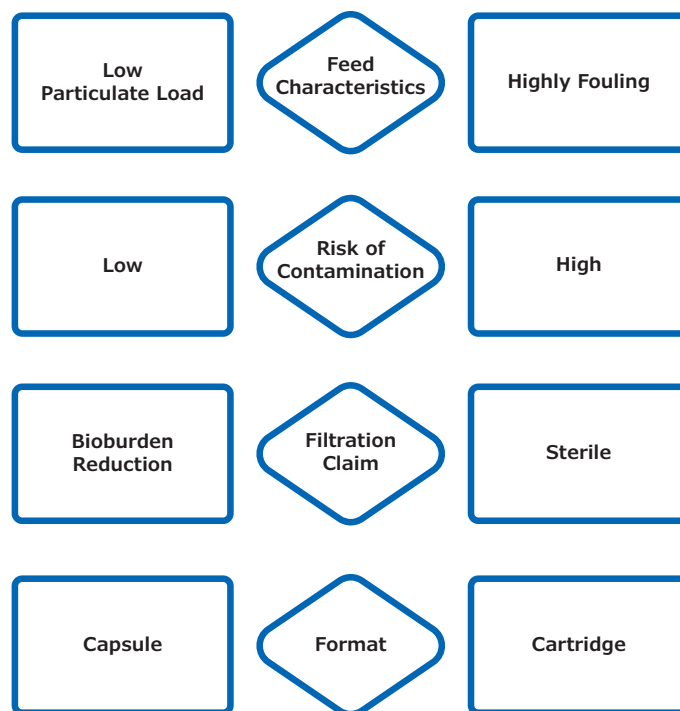 Low
Particulate Load
Feed
Characteristics
Highly Fouling
Low
Risk of
Contamination
High
Bioburden
Reduction
Filtration
Claim
Sterile
Capsule
Format
Cartridge